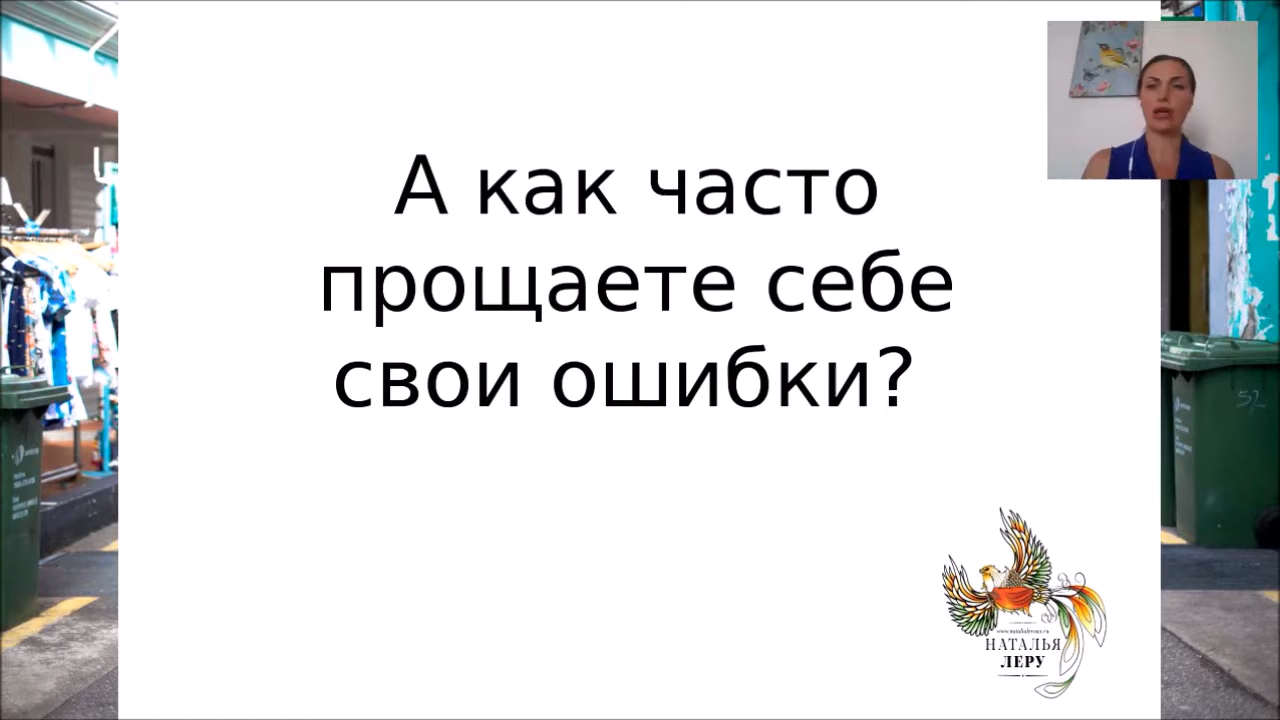 А как часто
прощаете себе
свои ошибки?
НАТАЛЬЯ
ЛЕРУ